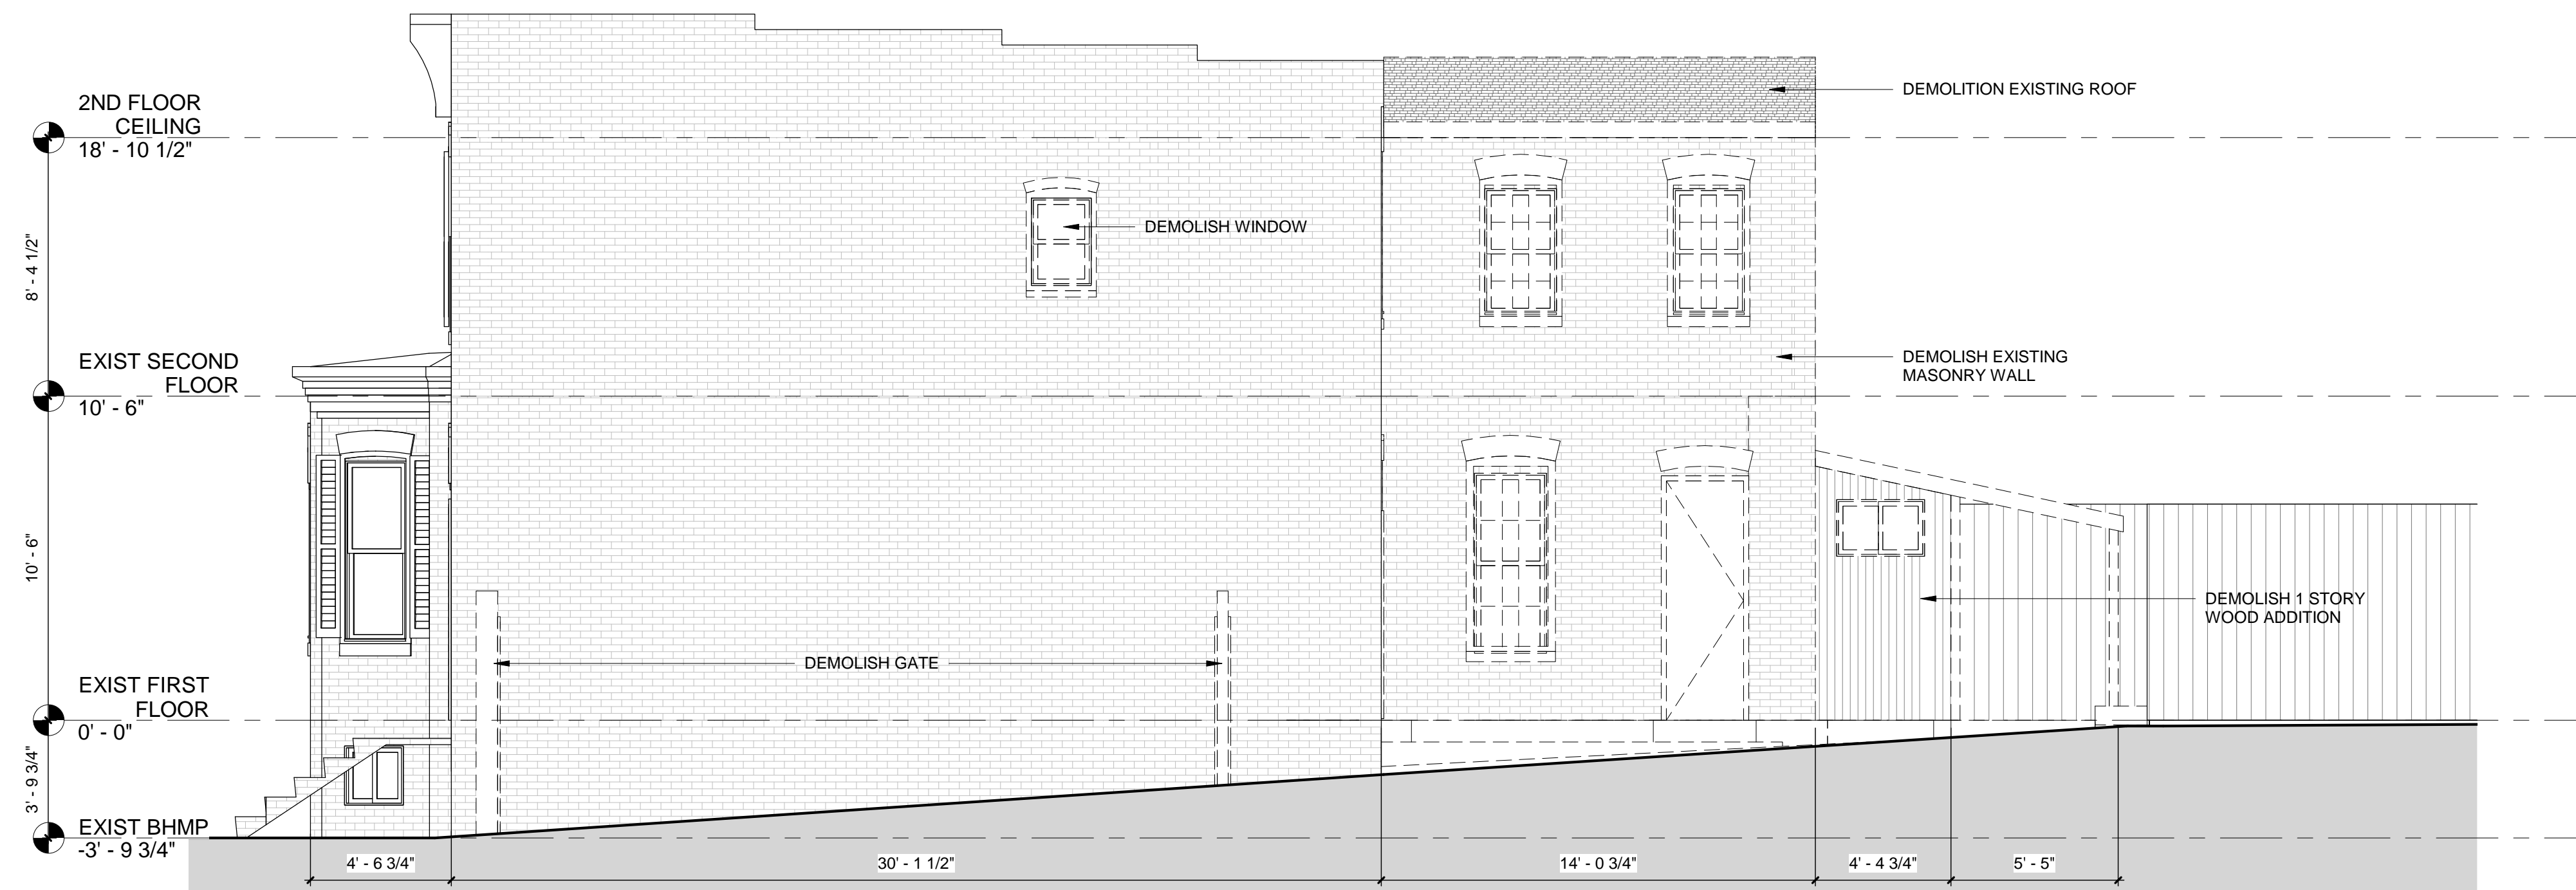 2ND FLOOR
CEILING
18' - 10 1/2"
DEMOLITION EXISTING ROOF
DEMOLISH WINDOW
8' - 4 1/2"
EXIST SECOND
FLOOR
10' - 6"
DEMOLISH EXISTING
MASONRY WALL
10' - 6"
DEMOLISH 1 STORY
WOOD ADDITION
DEMOLISH GATE
EXIST FIRST
FLOOR
0' - 0"
3' - 9 3/4"
EXIST BHMP
-3' - 9 3/4"
4' - 6 3/4"
30' - 1 1/2"
14' - 0 3/4"
4' - 4 3/4"
5' - 5"